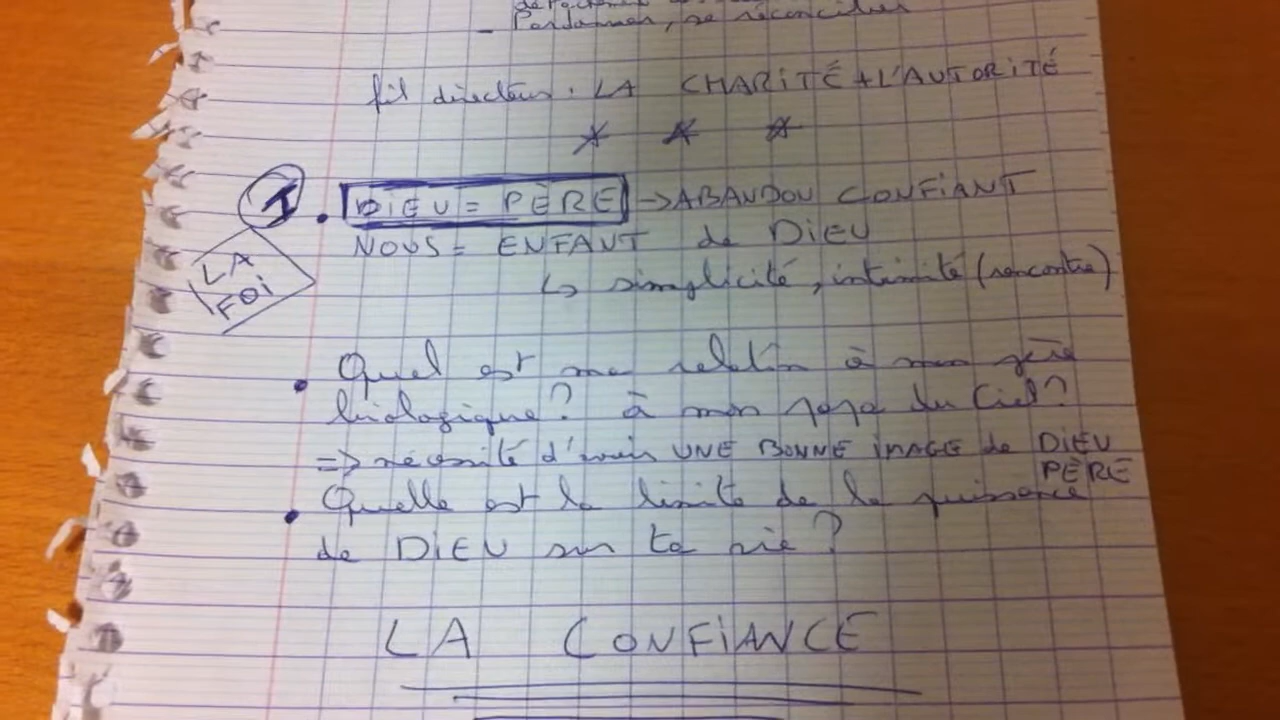 - Pardonner, se réconcilier
fil directeur : LA CHARITÉ + L'AUTORITÉ
* * *
1 . DIEU = PÈRE → ABANDON CONFIANT
NOUS = ENFANT de DIEU
LA
FOI
↳ simplicité, intimité (rencontre)
• Quel est ma relation à mon père
biologique ? à mon papa du Ciel ?
=> nécessité d'avoir UNE BONNE IMAGE de DIEU
PÈRE
• Quelle est la limite de la puissance
de DIEU sur ta vie ?
LA CONFIANCE